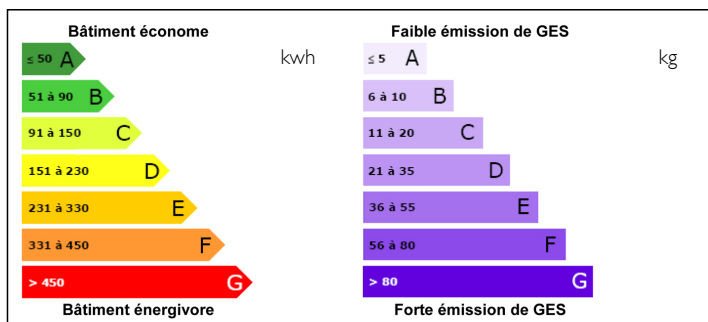 Bâtiment économe
kwh
≤ 50 A
51 à 90 B
91 à 150 C
151 à 230 D
231 à 330 E
331 à 450 F
> 450 G
Bâtiment énergivore
Faible émission de GES
kg
≤ 5 A
6 à 10 B
11 à 20 C
21 à 35 D
36 à 55 E
56 à 80 F
> 80 G
Forte émission de GES